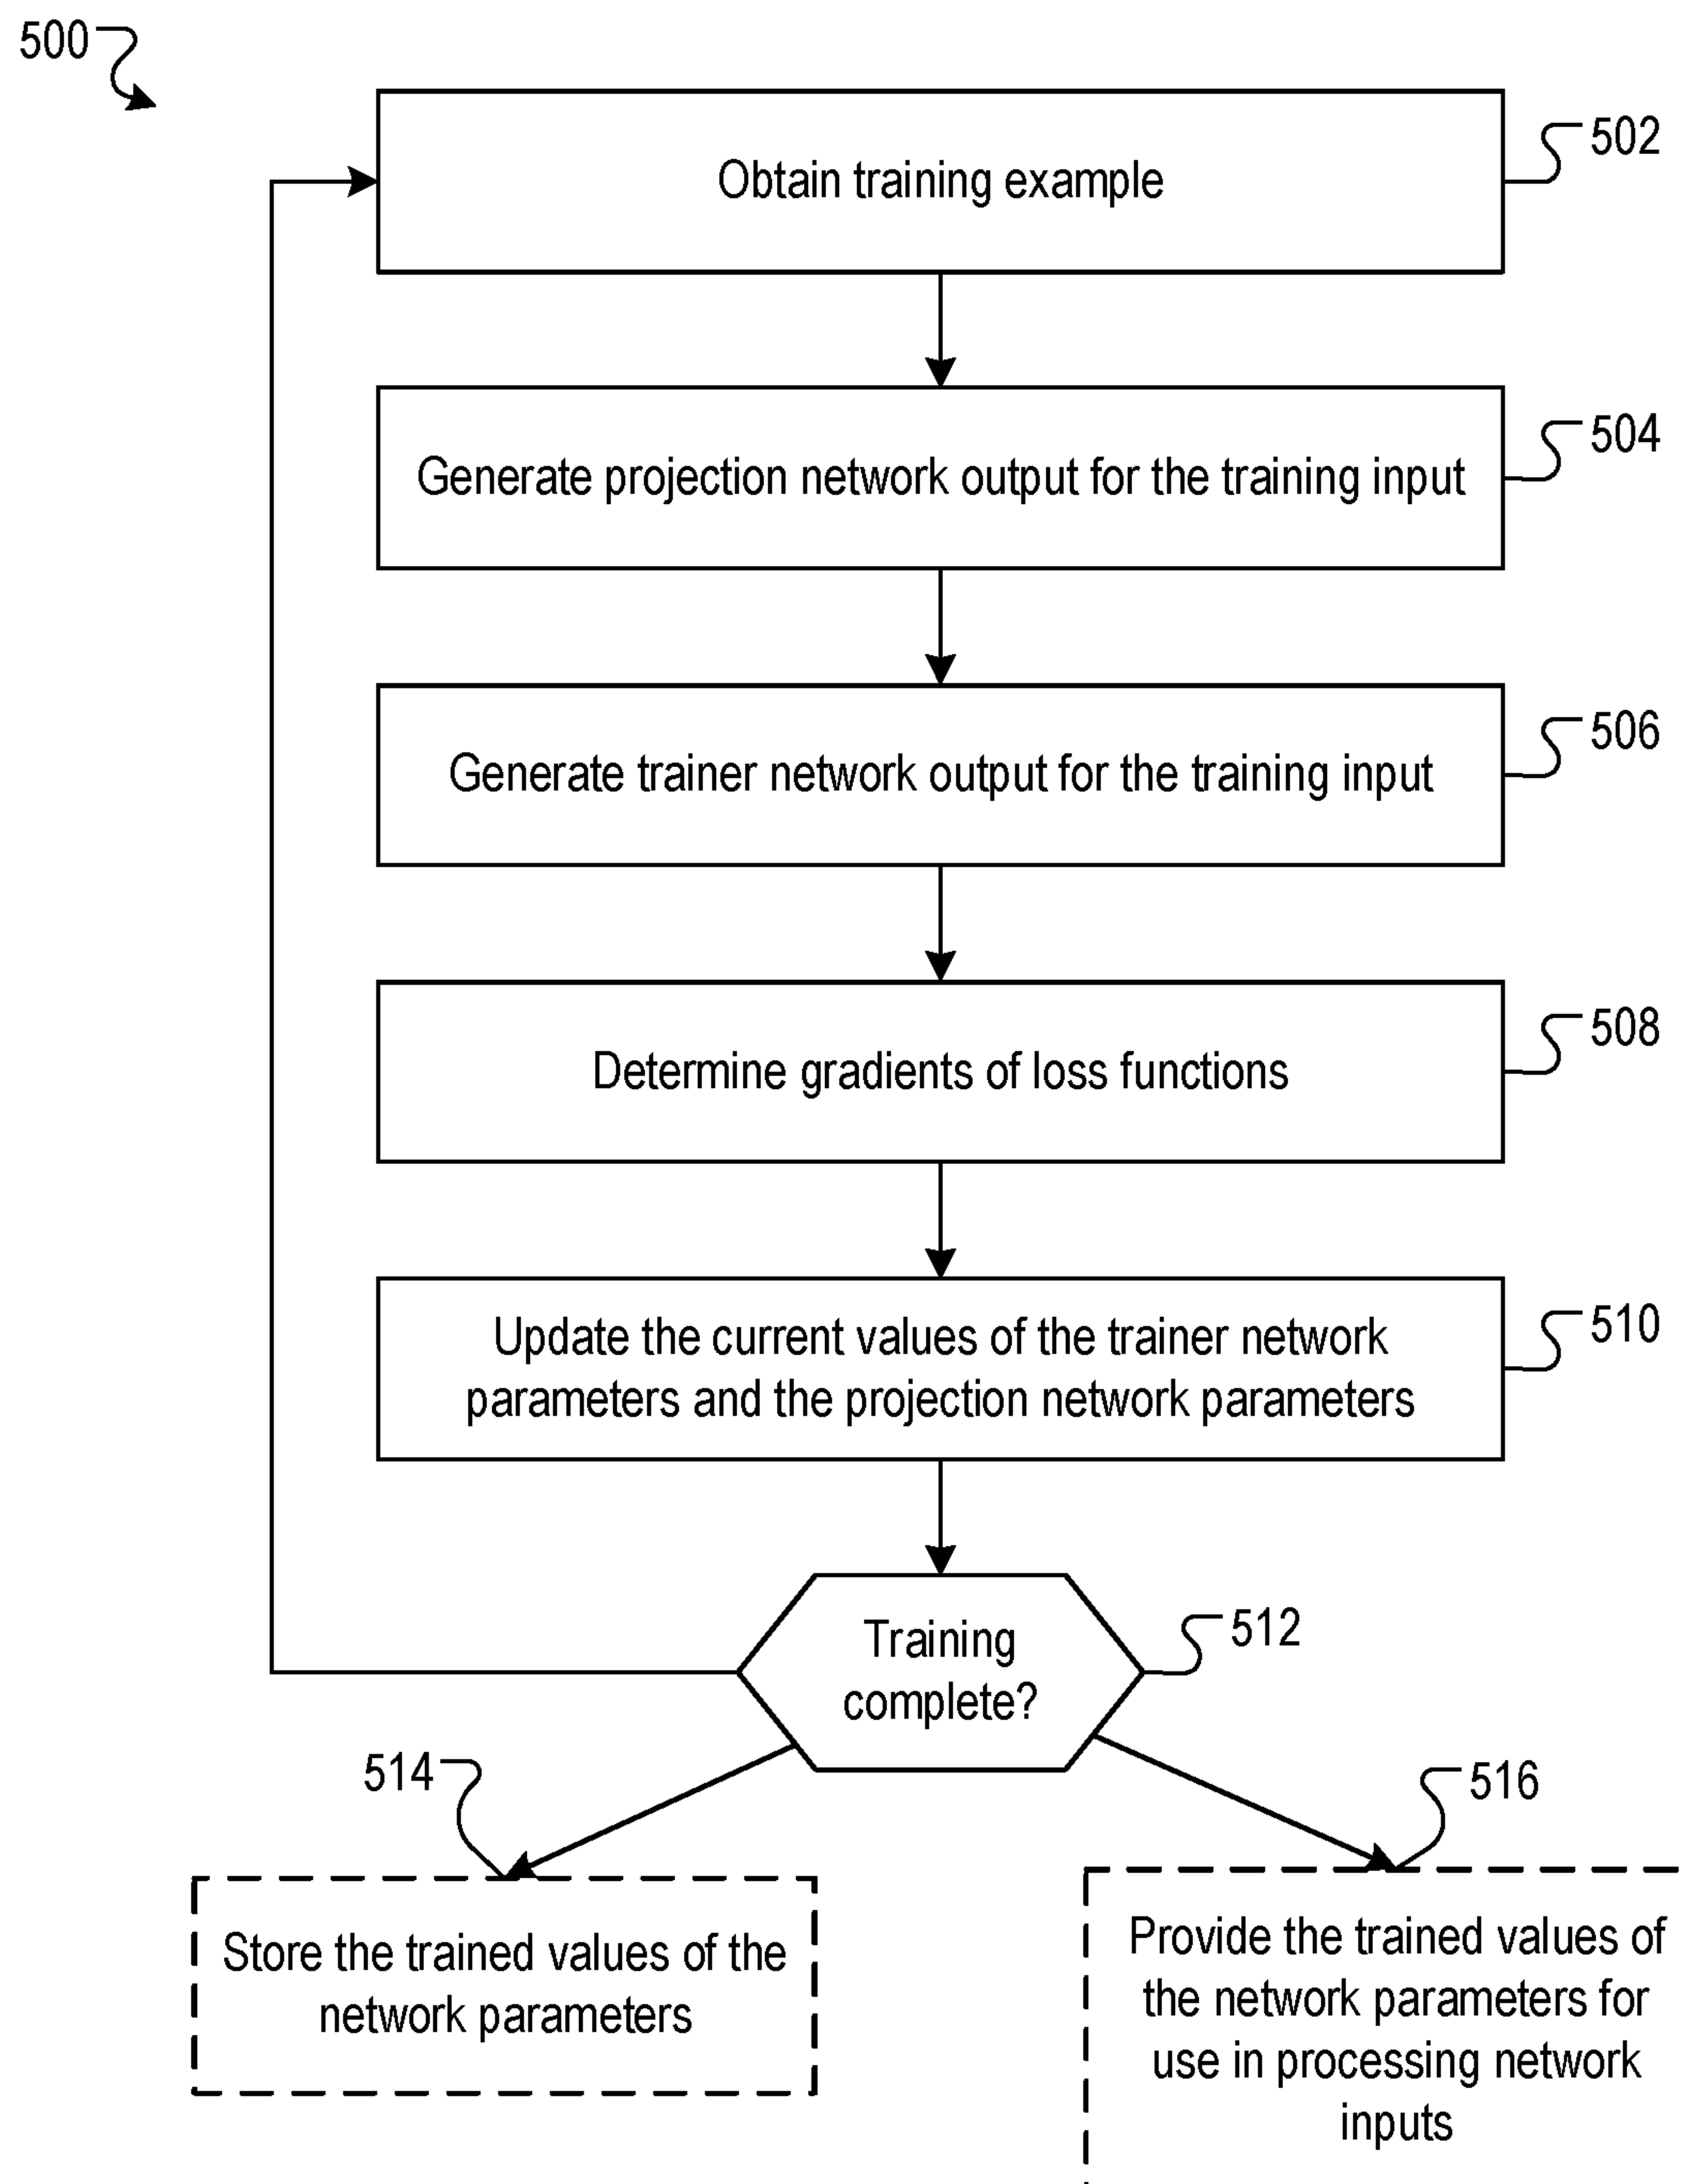 500
502
Obtain training example
504
Generate projection network output for the training input
506
Generate trainer network output for the training input
508
Determine gradients of loss functions
510
Update the current values of the trainer network
parameters and the projection network parameters
512
Training
complete?
514
516
Store the trained values of the
network parameters
Provide the trained values of
the network parameters for
use in processing network
inputs